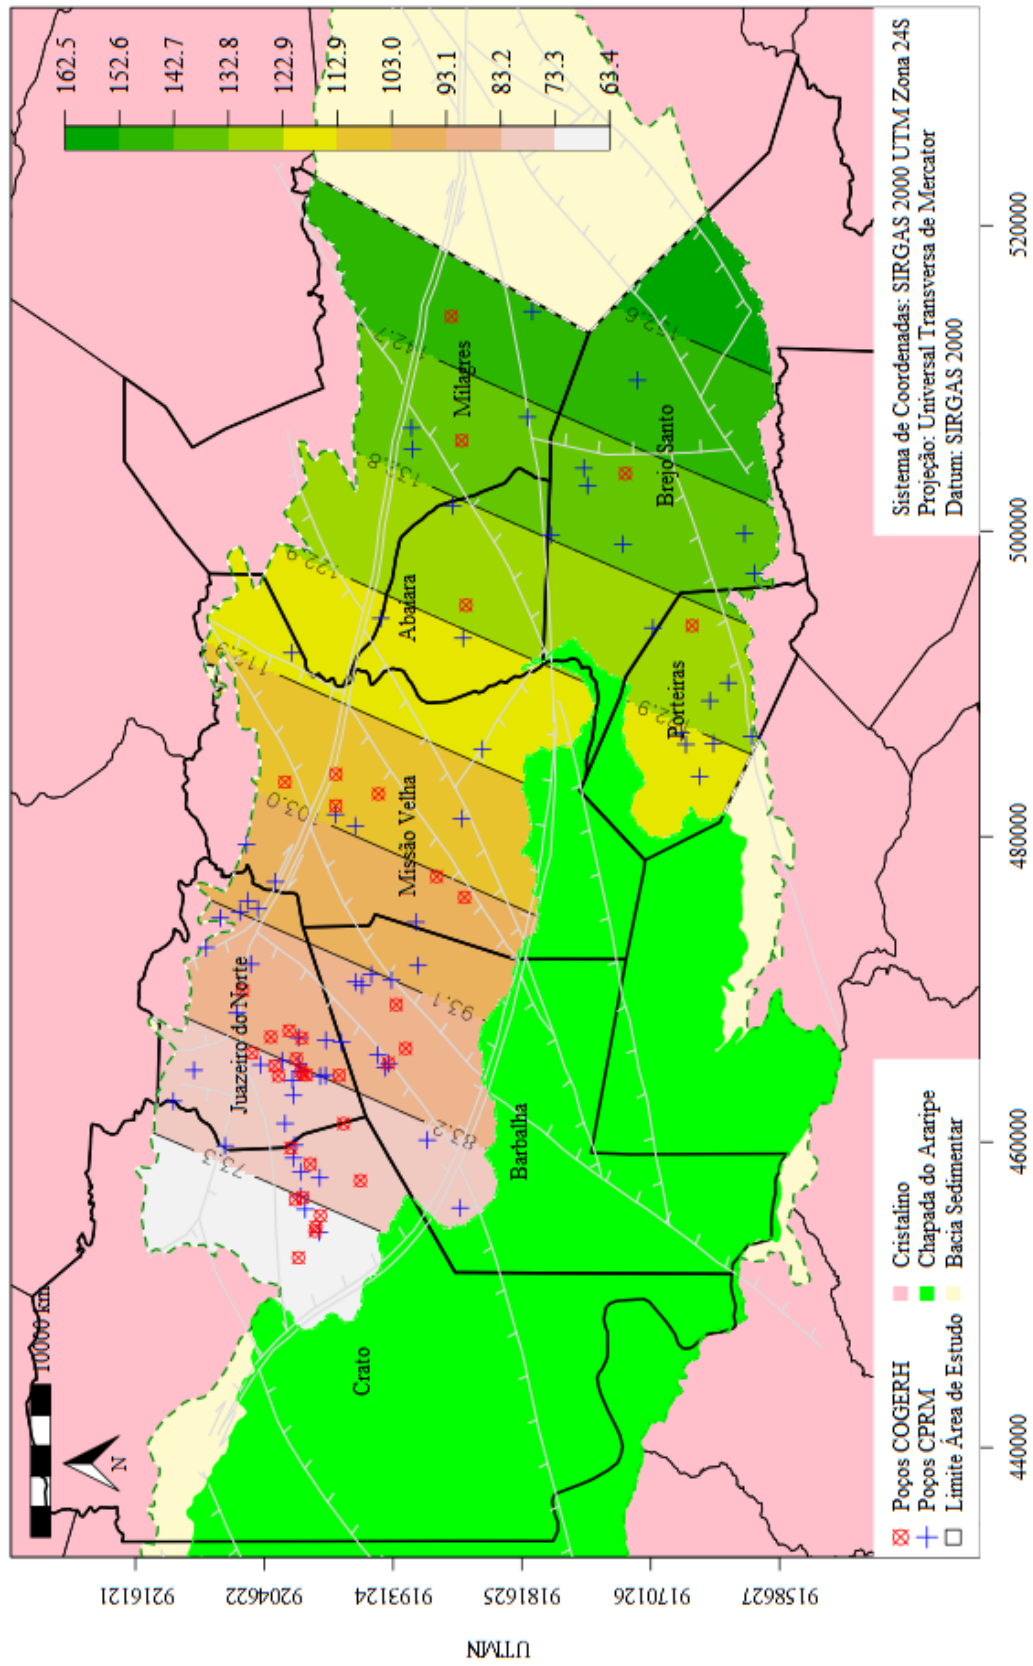 10000 km
N
162.5
152.6
142.7
132.8
122.9
112.9
103.0
93.1
83.2
73.3
63.4
73.3
83.2
93.1
103.0
112.9
122.9
132.8
142.7
Crato
Juazeiro do Norte
Barbalha
Missão Velha
Abaiara
Milagres
Porteiras
Brejo Santo
Poços COGERH
Poços CPRM
Limite Área de Estudo
Cristalino
Chapada do Araripe
Bacia Sedimentar
Sistema de Coordenadas: SIRGAS 2000 UTM Zona 24S
Projeção: Universal Transversa de Mercator
Datum: SIRGAS 2000
UTMN
9216121
9204622
9193124
9181625
9170126
9158627
440000
460000
480000
500000
520000